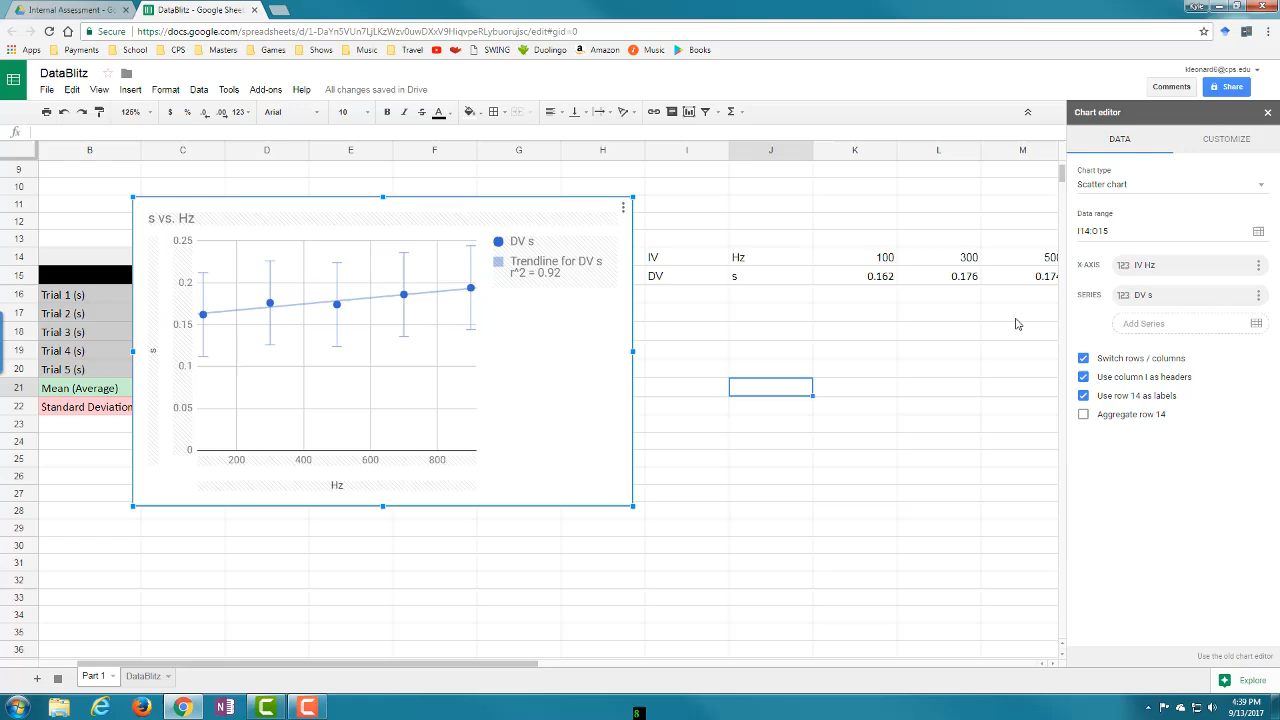 Internal Assessment - Go
DataBlitz - Google Sheet
Kyle
Secure
https://docs.google.com/spreadsheets/d/1-DaYn5VUn7LjLKzWzv0uwDXxV9HiqvpeRLybuorujsc/edit#gid=0
Apps Payments School CPS Masters Games Shows Music Travel SWING Duolingo Amazon Music Books
DataBlitz
kleonard6@cps.edu
File Edit View Insert Format Data Tools Add-ons Help All changes saved in Drive
Comments Share
126% $ % .0 .00 123 Arial 10 B I S A
Chart editor
fx
DATA CUSTOMIZE
B C D E F G H I J K L M
9
10
11
12
13
14
15
16
17
18
19
20
21
22
23
24
25
26
27
28
29
30
31
32
33
34
35
36
Trial 1 (s)
Trial 2 (s)
Trial 3 (s)
Trial 4 (s)
Trial 5 (s)
Mean (Average)
Standard Deviation
s vs. Hz
0.25
0.2
0.15
0.1
0.05
0
s
200 400 600 800
Hz
DV s
Trendline for DV s
r^2 = 0.92
IV Hz 100 300 500
DV s 0.162 0.176 0.174
Chart type
Scatter chart
Data range
I14:O15
X-AXIS 123 IV Hz
SERIES 123 DV s
Add Series
Switch rows / columns
Use column I as headers
Use row 14 as labels
Aggregate row 14
Use the old chart editor
Part 1 DataBlitz
Explore
8
4:39 PM
9/13/2017